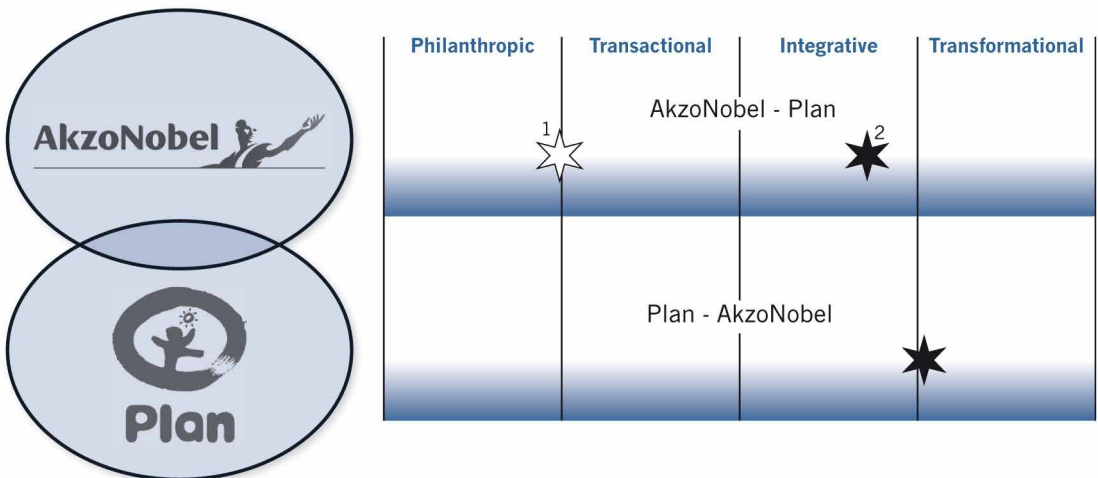 AkzoNobel
Plan
Philanthropic Transactional Integrative Transformational
AkzoNobel - Plan
1
2
Plan - AkzoNobel